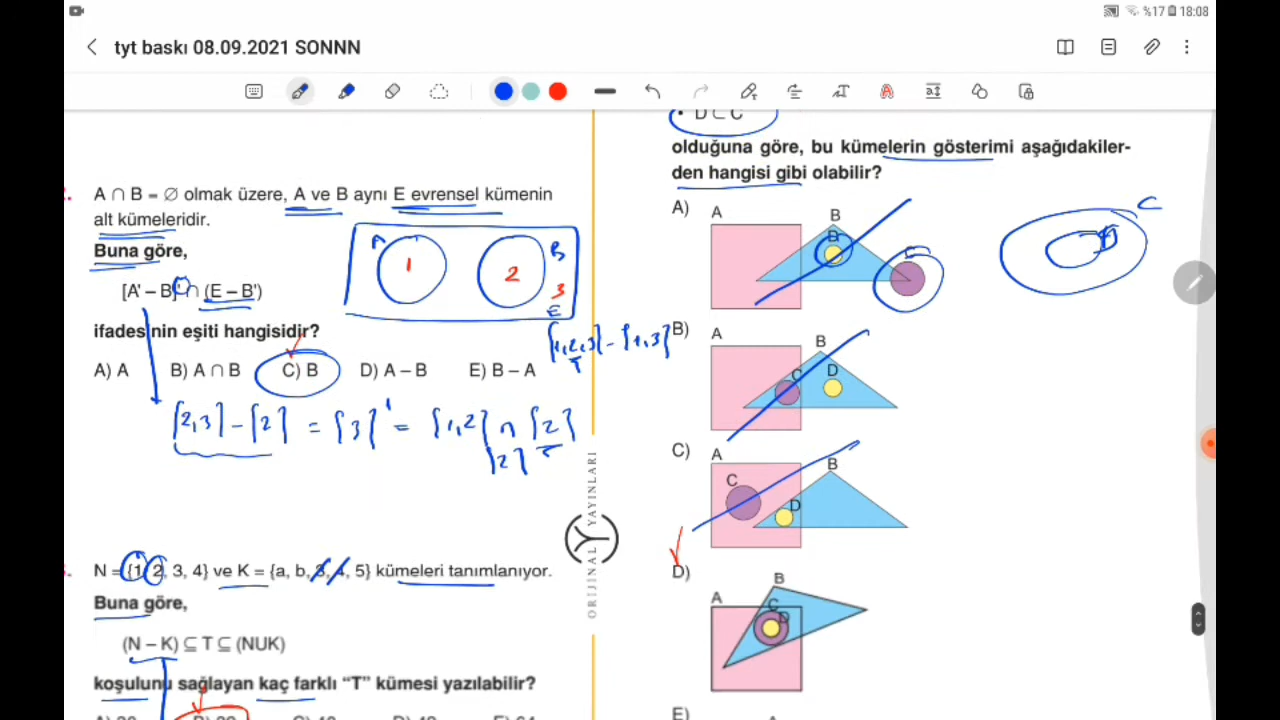 %17 18:08
tyt baskı 08.09.2021 SONNN
A ∩ B = ∅ olmak üzere, A ve B aynı E evrensel kümenin
alt kümeleridir.
Buna göre,
[A' – B]' ∩ (E – B')
ifadesinin eşiti hangisidir?
A) A B) A ∩ B C) B D) A – B E) B – A
A 1 2 B 3 E
{1,2,3} - {1,3}
{2,3} - {2} = {3}' = {1,2} ∩ {2}
{2}
N = {1, 2, 3, 4} ve K = {a, b, 3, 4, 5} kümeleri tanımlanıyor.
Buna göre,
(N – K) ⊆ T ⊆ (NUK)
koşulunu sağlayan kaç farklı “T” kümesi yazılabilir?
ORİJİNAL YAYINLARI
• D ⊂ C
olduğuna göre, bu kümelerin gösterimi aşağıdakiler-
den hangisi gibi olabilir?
A) A B D C
C D
B) A B C D
C) A B C D
D) A B C D
E) A